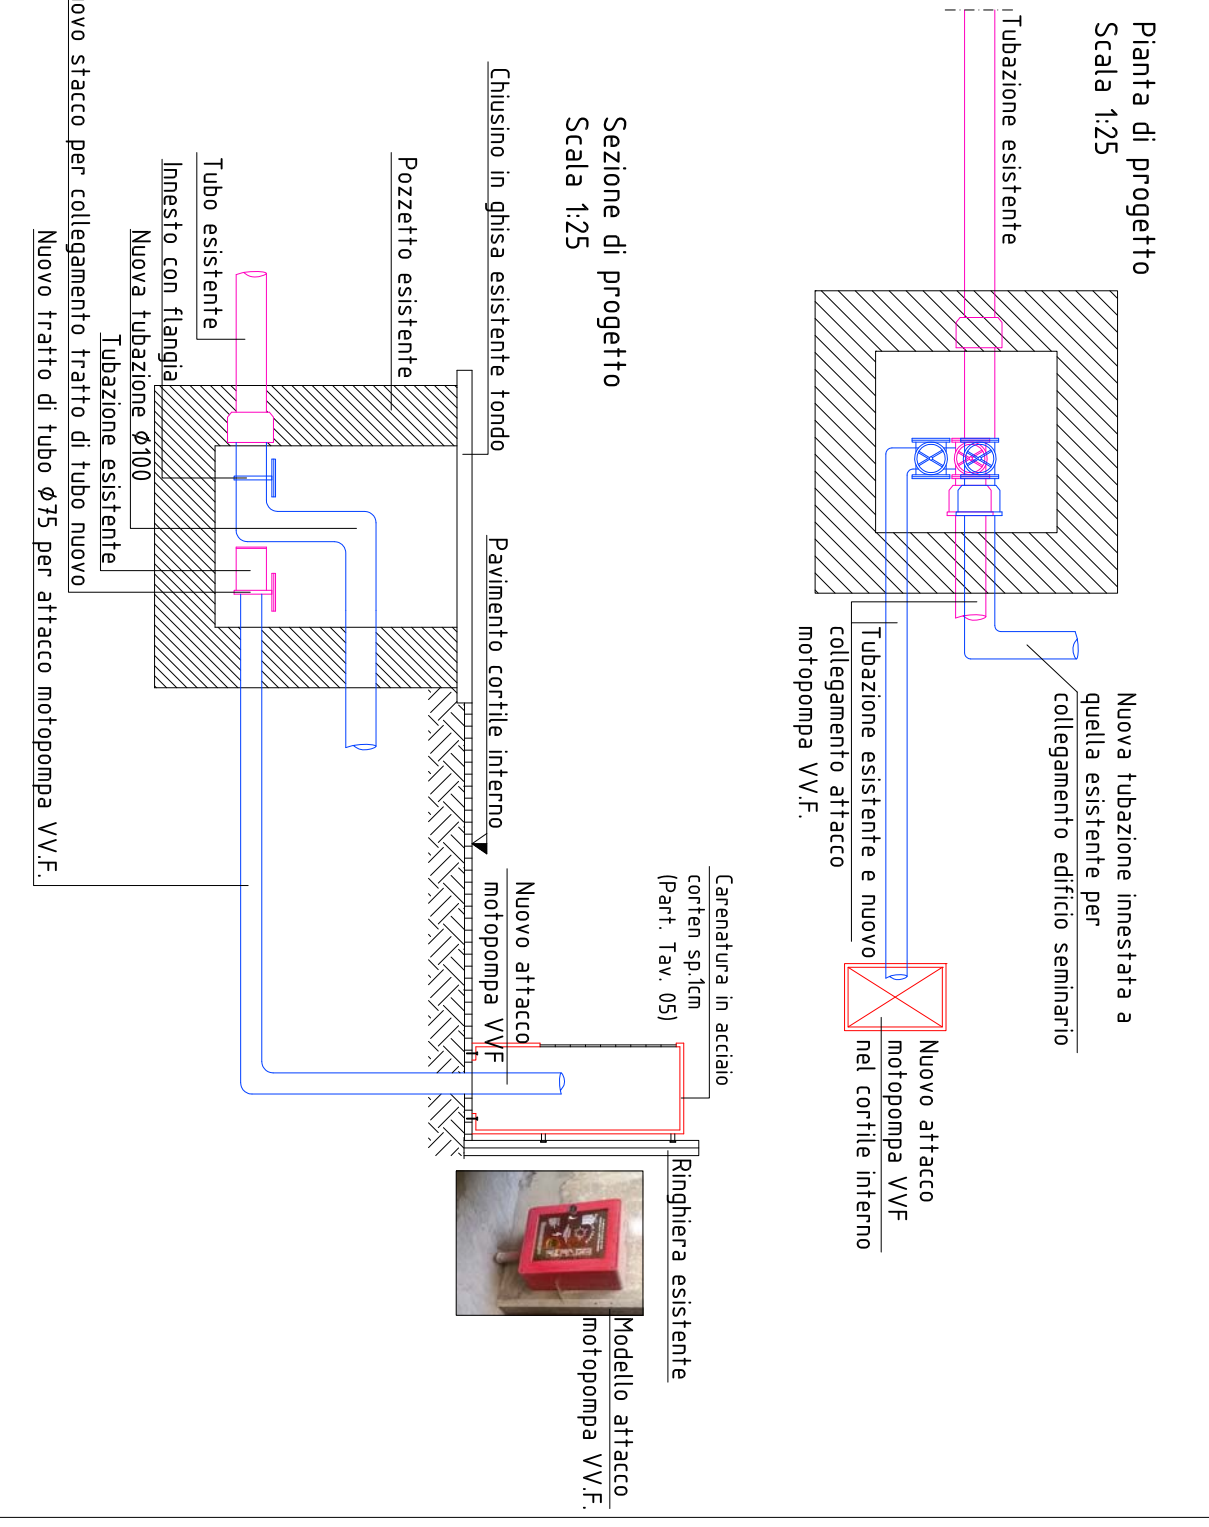 Pianta di progetto
Scala 1:25
Tubazione esistente
Nuova tubazione innestata a
quella esistente per
collegamento edificio seminario
Tubazione esistente e nuovo
collegamento attacco
motopompa VV.F.
Nuovo attacco
motopompa VVF
nel cortile interno
Sezione di progetto
Scala 1:25
Chiusino in ghisa esistente tondo
Pozzetto esistente
Tubo esistente
Innesto con flangia
Nuova tubazione Ø100
Tubazione esistente
ovo stacco per collegamento tratto di tubo nuovo
Nuovo tratto di tubo Ø75 per attacco motopompa VV.F.
Pavimento cortile interno
Nuovo attacco
motopompa VVF
Carenatura in acciaio
corten sp.1cm
(Part. Tav. 05)
Ringhiera esistente
Modello attacco
motopompa VV.F.